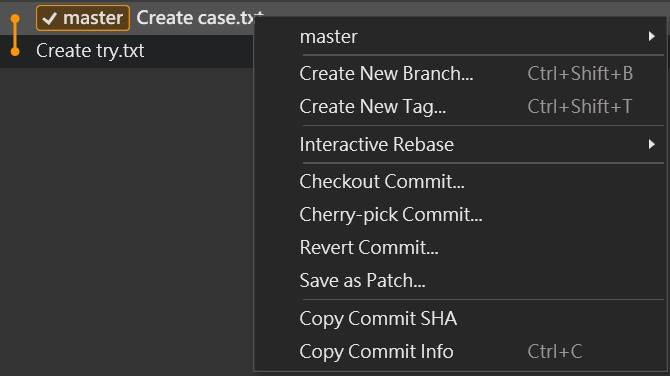 master Create case.txt
Create try.txt
master
Create New Branch... Ctrl+Shift+B
Create New Tag... Ctrl+Shift+T
Interactive Rebase
Checkout Commit...
Cherry-pick Commit...
Revert Commit...
Save as Patch...
Copy Commit SHA
Copy Commit Info Ctrl+C